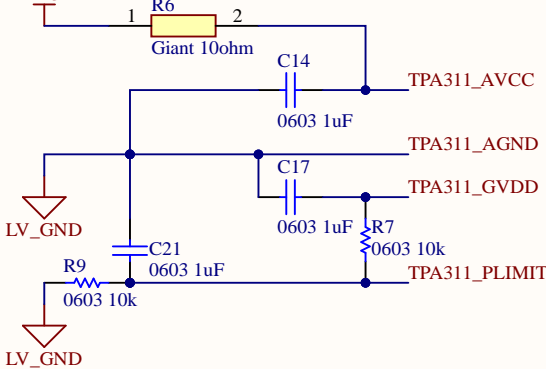 R6
1 2
Giant 10ohm
C14
TPA311_AVCC
0603 1uF
TPA311_AGND
C17
TPA311_GVDD
LV_GND
0603 1uF
R7
0603 10k
C21
0603 1uF
R9
TPA311_PLIMIT
0603 10k
LV_GND